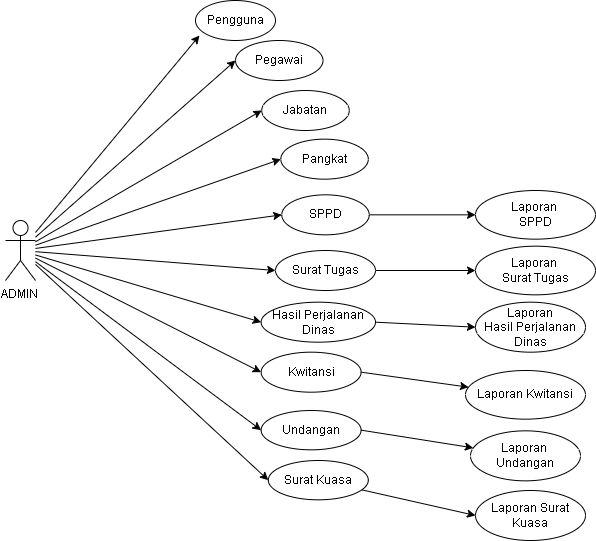 Pengguna
Pegawai
Jabatan
Pangkat
SPPD
Laporan
SPPD
Surat Tugas
Laporan
Surat Tugas
ADMIN
Hasil Perjalanan
Dinas
Laporan
Hasil Perjalanan
Dinas
Kwitansi
Laporan Kwitansi
Undangan
Laporan
Undangan
Surat Kuasa
Laporan Surat
Kuasa